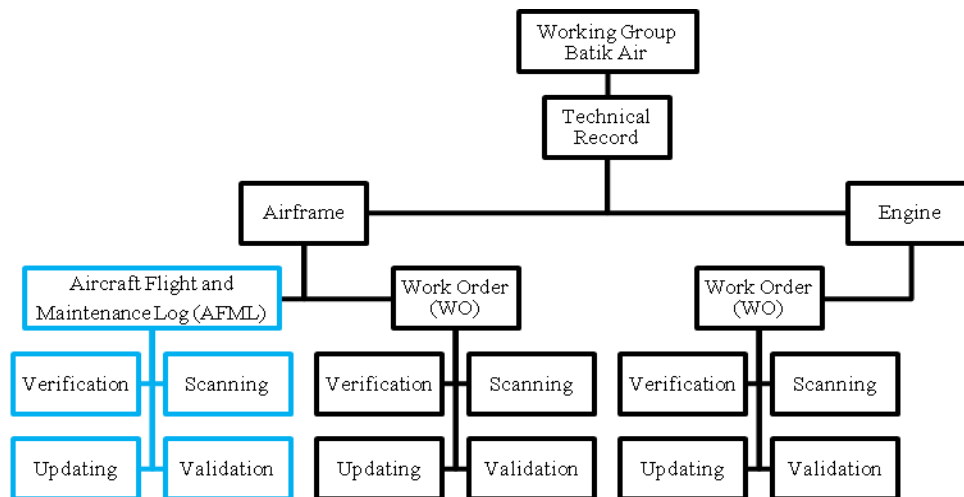 Working Group
Batik Air
Technical
Record
Airframe
Engine
Aircraft Flight and
Maintenance Log (AFML)
Work Order
(WO)
Work Order
(WO)
Verification
Scanning
Verification
Scanning
Verification
Scanning
Updating
Validation
Updating
Validation
Updating
Validation